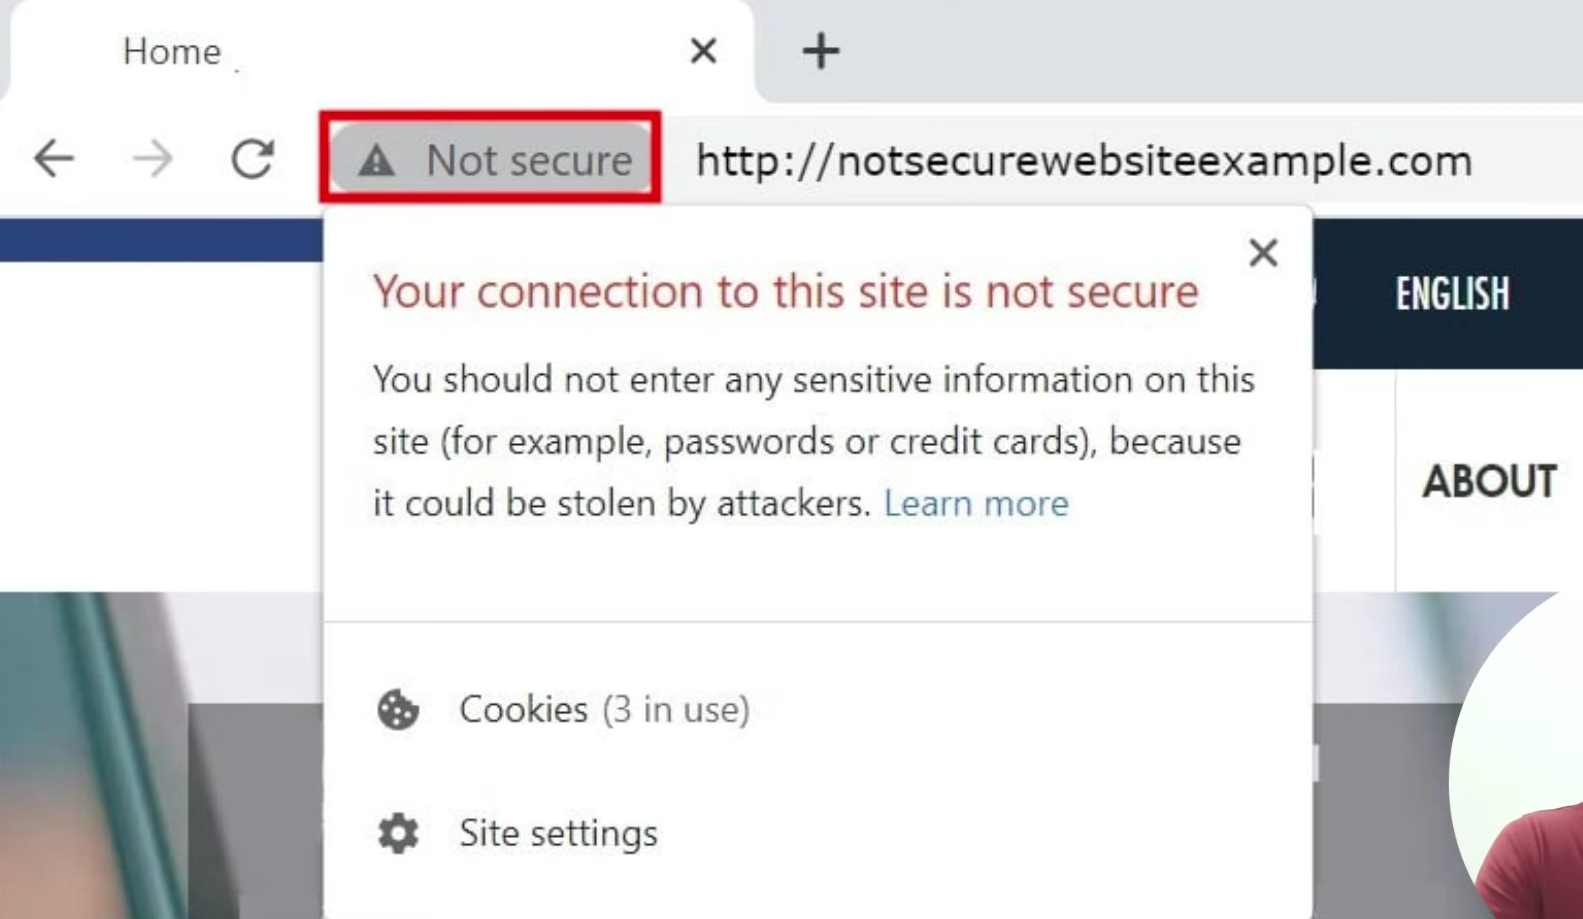 Home
Not secure
http://notsecurewebsiteexample.com
Your connection to this site is not secure
ENGLISH
You should not enter any sensitive information on this
site (for example, passwords or credit cards), because
it could be stolen by attackers. Learn more
ABOUT
Cookies (3 in use)
Site settings